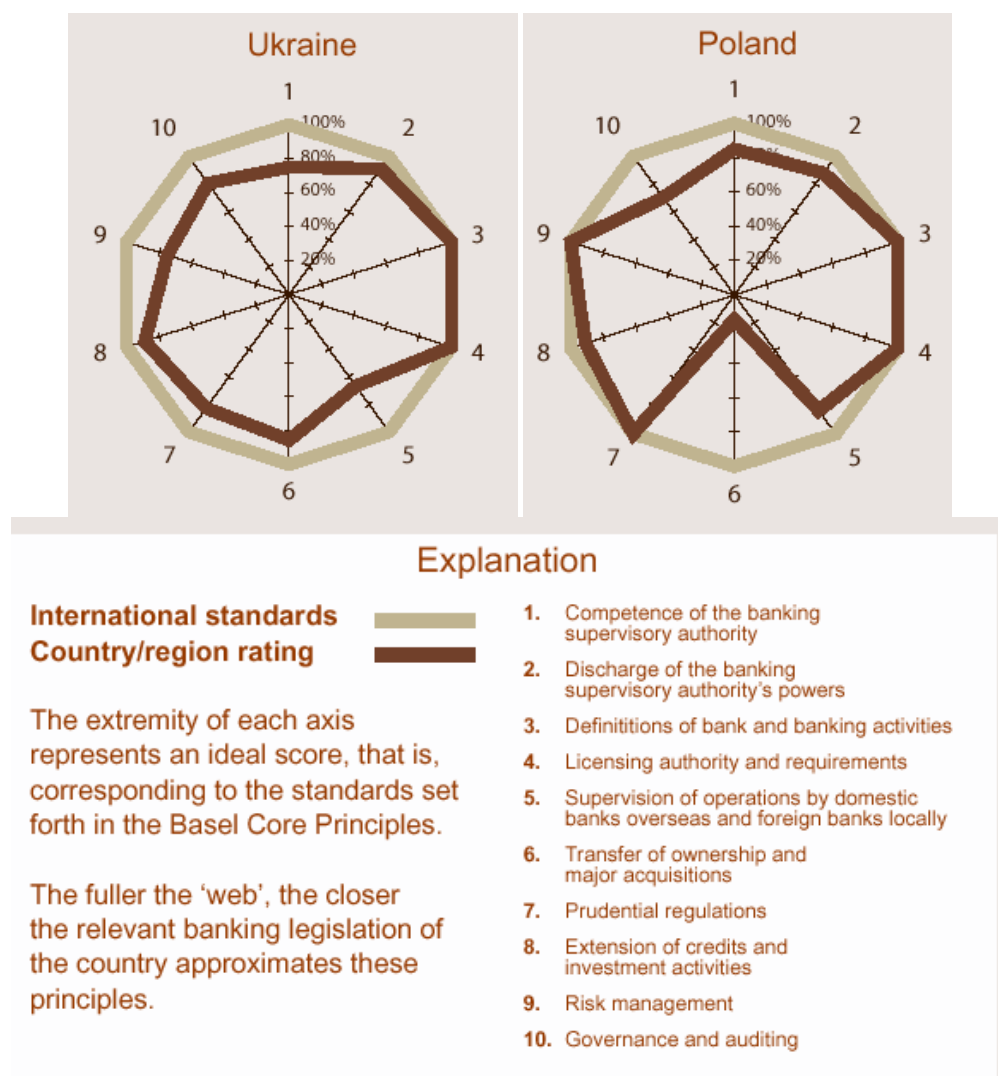 Ukraine
1
2
3
4
5
6
7
8
9
10
100%
80%
60%
40%
20%
Poland
1
2
3
4
5
6
7
8
9
10
100%
60%
40%
20%
Explanation
International standards
Country/region rating
The extremity of each axis
represents an ideal score, that is,
corresponding to the standards set
forth in the Basel Core Principles.
The fuller the ‘web’, the closer
the relevant banking legislation of
the country approximates these
principles.
1. Competence of the banking
supervisory authority
2. Discharge of the banking
supervisory authority’s powers
3. Definititions of bank and banking activities
4. Licensing authority and requirements
5. Supervision of operations by domestic
banks overseas and foreign banks locally
6. Transfer of ownership and
major acquisitions
7. Prudential regulations
8. Extension of credits and
investment activities
9. Risk management
10. Governance and auditing